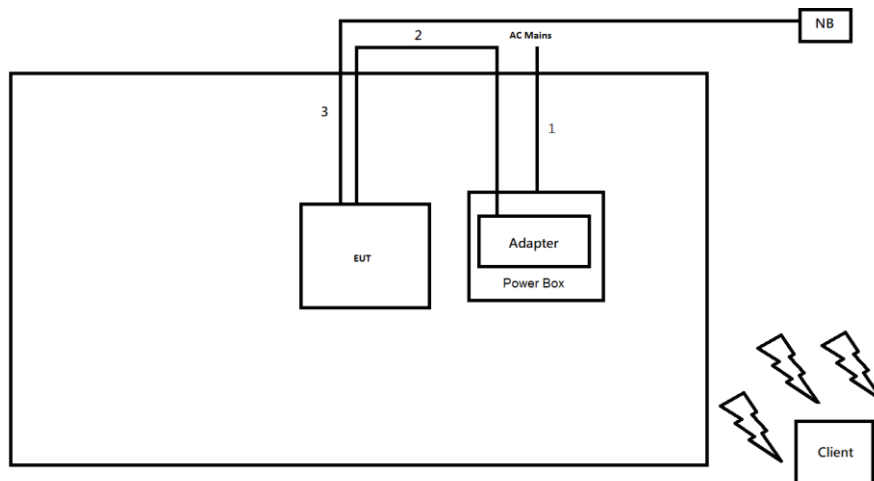 NB
2
AC Mains
3
1
EUT
Adapter
Power Box
Client